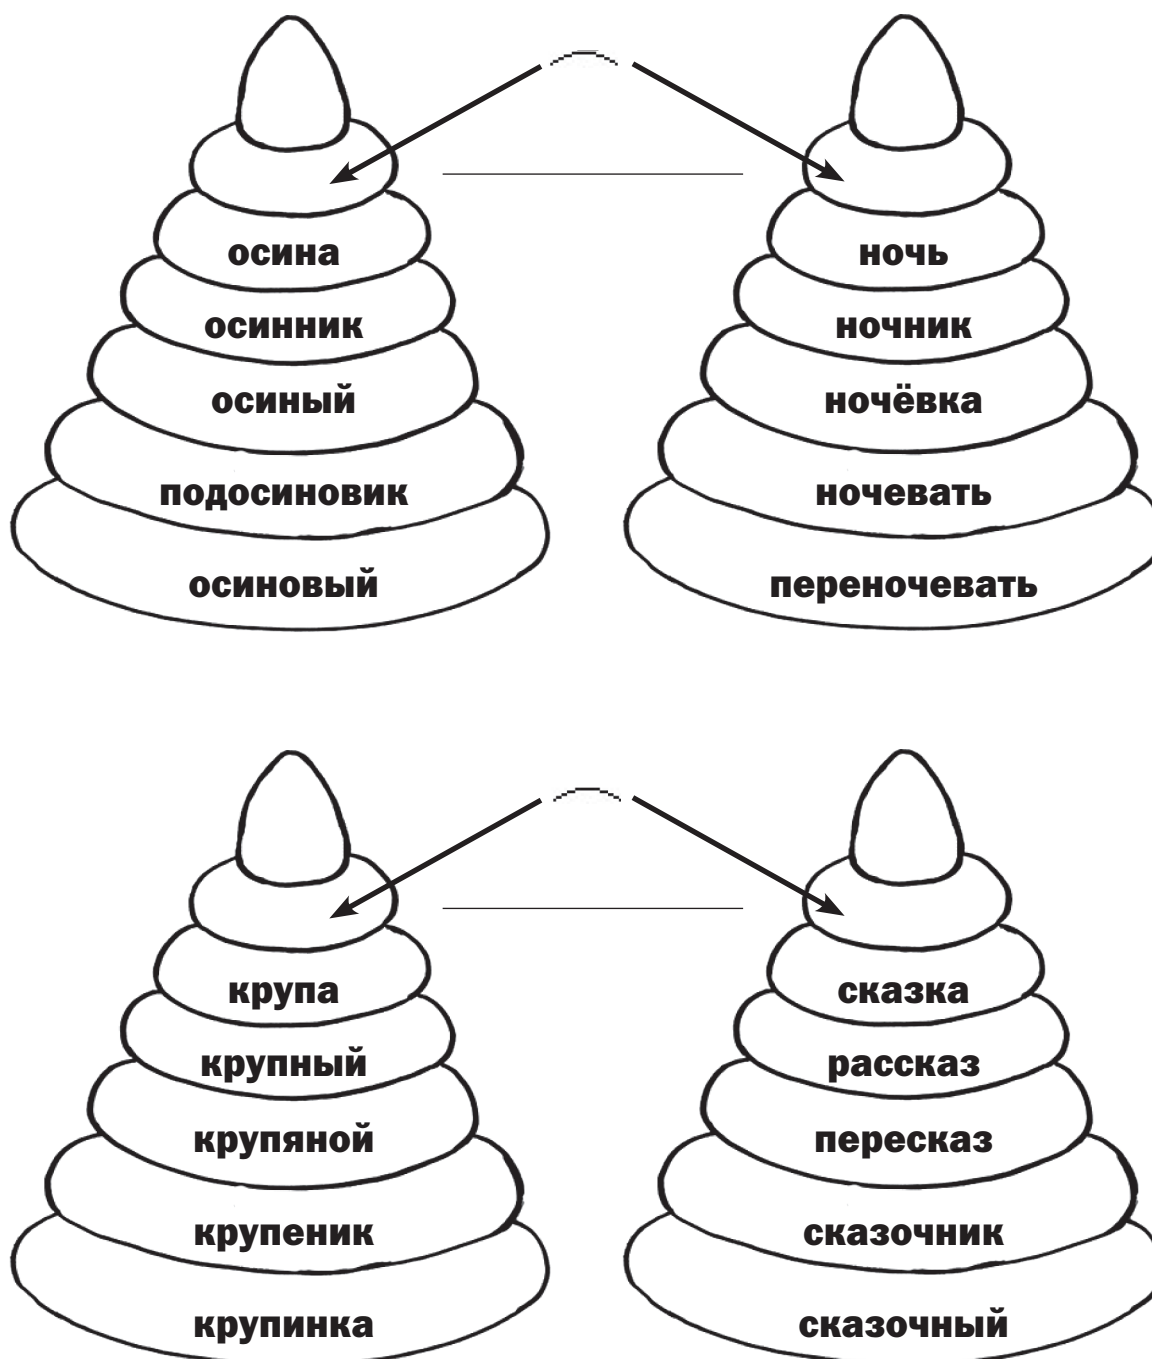 осина
осинник
осиный
подосиновик
осиновый
ночь
ночник
ночёвка
ночевать
переночевать
крупа
крупный
крупяной
крупеник
крупинка
сказка
рассказ
пересказ
сказочник
сказочный